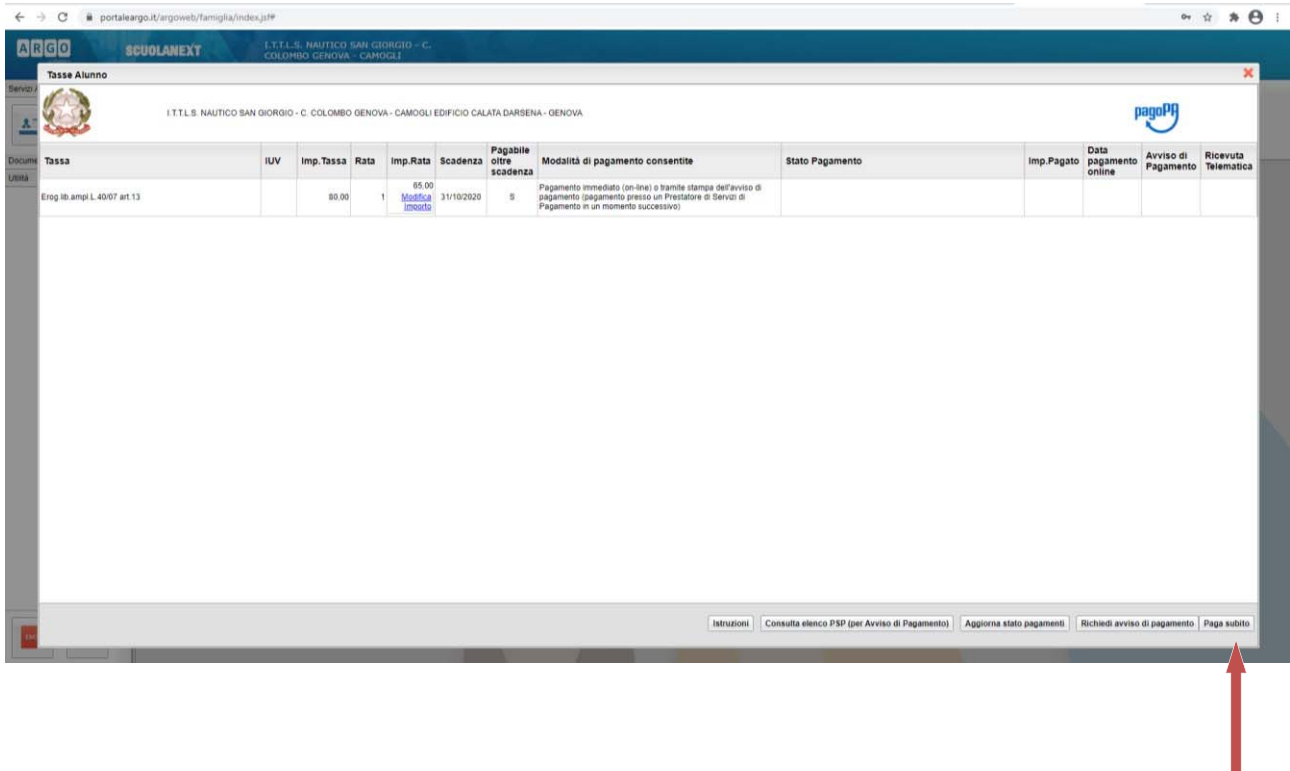 portaleargo.it/argoweb/famiglia/index.jsf#
ARGO SCUOLANEXT I.T.T.L.S. NAUTICO SAN GIORGIO - C.
COLOMBO GENOVA - CAMOGLI
Tasse Alunno
Servizi
I.T.T.L.S. NAUTICO SAN GIORGIO - C. COLOMBO GENOVA - CAMOGLI EDIFICIO CALATA DARSENA - GENOVA
pagoPA
Docume
Utilità
Tassa IUV Imp.Tassa Rata Imp.Rata Scadenza Pagabile oltre scadenza Modalità di pagamento consentite Stato Pagamento Imp.Pagato Data pagamento online Avviso di Pagamento Ricevuta Telematica
Erog.lib.ampl.L.40/07 art.13 80,00 1 65,00 Modifica Importo 31/10/2020 S
Pagamento immediato (on-line) o tramite stampa dell'avviso di
pagamento (pagamento presso un Prestatore di Servizi di
Pagamento in un momento successivo)
Istruzioni Consulta elenco PSP (per Avviso di Pagamento) Aggiorna stato pagamenti Richiedi avviso di pagamento Paga subito